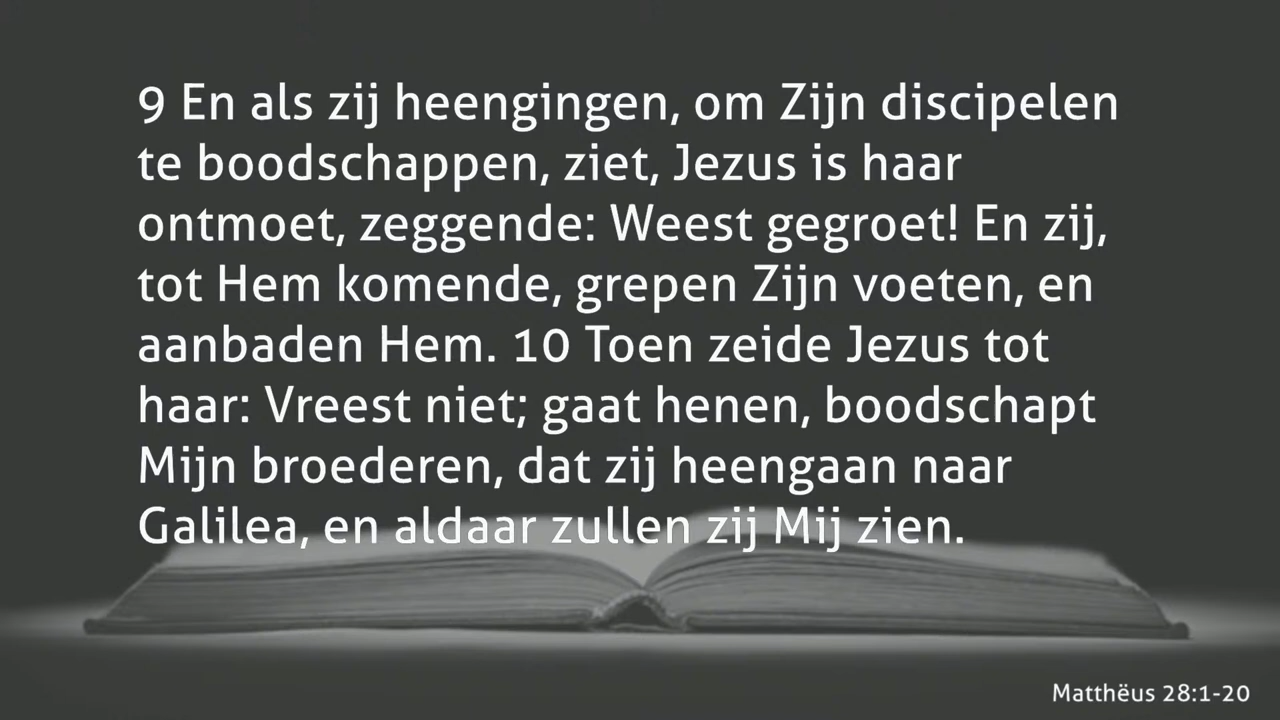 9 En als zij heengingen, om Zijn discipelen
te boodschappen, ziet, Jezus is haar
ontmoet, zeggende: Weest gegroet! En zij,
tot Hem komende, grepen Zijn voeten, en
aanbaden Hem. 10 Toen zeide Jezus tot
haar: Vreest niet; gaat henen, boodschapt
Mijn broederen, dat zij heengaan naar
Galilea, en aldaar zullen zij Mij zien.
Matthëus 28:1-20